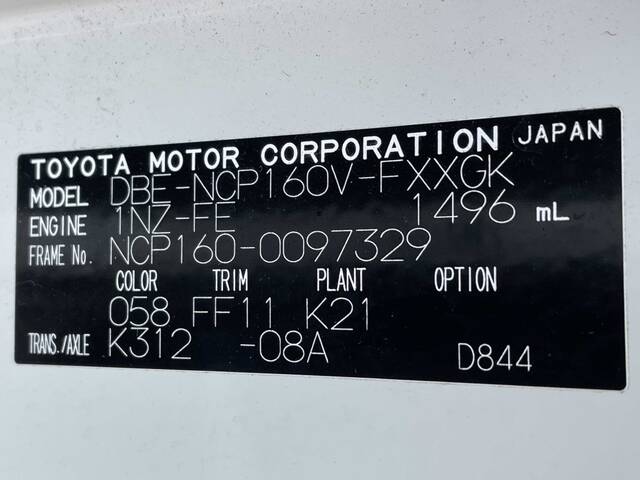 TOYOTA MOTOR CORPORATION JAPAN
MODEL DBE-NCP160V-FXXGK
ENGINE 1NZ-FE 1496 mL
FRAME No. NCP160-0097329
COLOR TRIM PLANT OPTION
058 FF11 K21
TRANS./AXLE K312 -08A D844